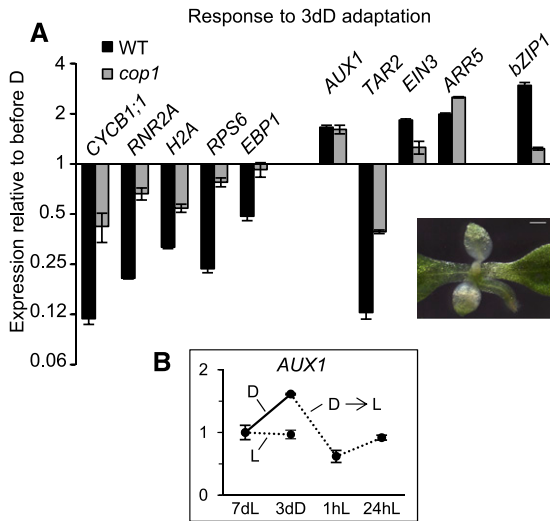 Response to 3dD adaptation
A
WT
cop1
Expression relative to before D
4
2
1
0.5
0.25
0.12
0.06
CYCB1;1
RNR2A
H2A
RPS6
EBP1
AUX1
TAR2
EIN3
ARR5
bZIP1
B
AUX1
2
1
0
D
L
D → L
7dL 3dD 1hL 24hL